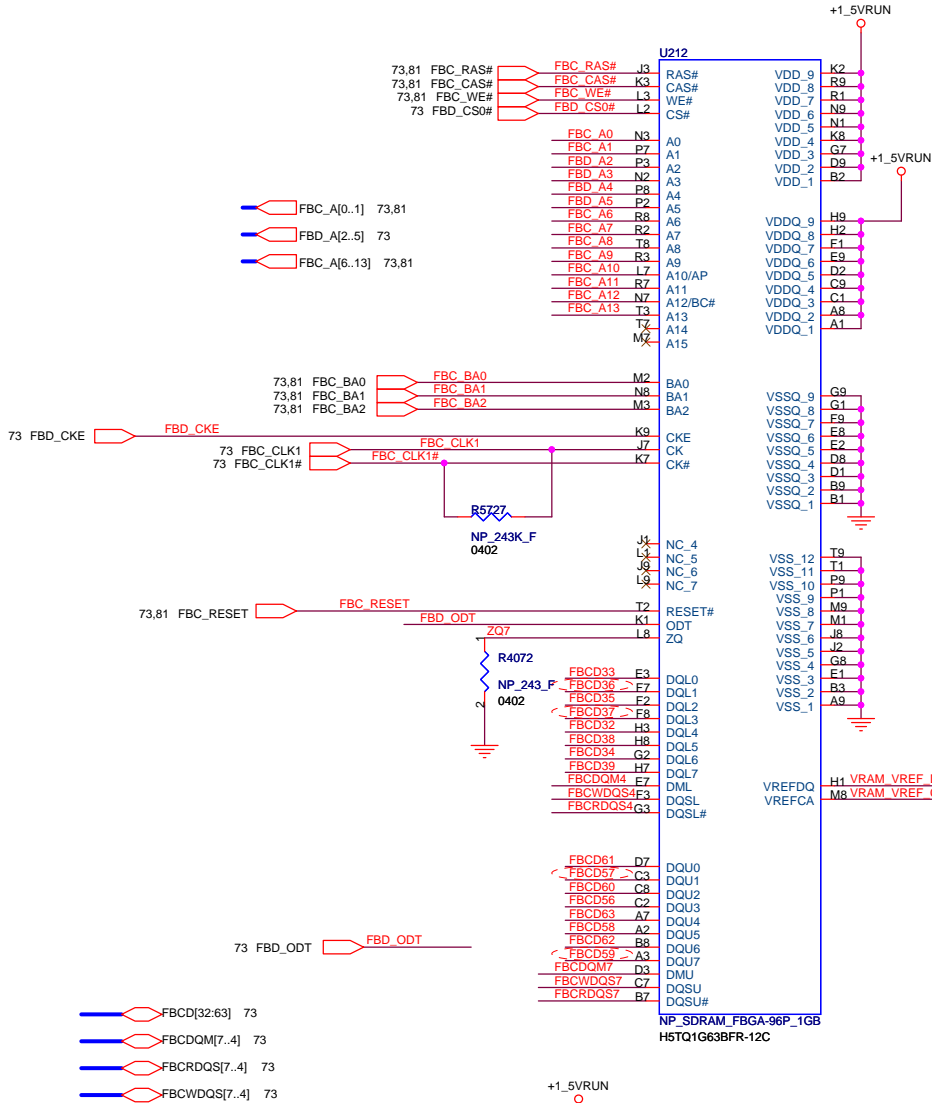 +1_5VRUN
U212
73,81 FBC_RAS# FBC_RAS# J3 RAS# VDD_9 K2
73,81 FBC_CAS# FBC_CAS# K3 CAS# VDD_8 R9
73,81 FBC_WE# FBC_WE# L3 WE# VDD_7 R1
73 FBD_CS0# FBD_CS0# L2 CS# VDD_6 N9
VDD_5 N1
FBC_A0 N3 A0 VDD_4 K8
FBC_A1 P7 A1 VDD_3 G7
FBD_A2 P3 A2 VDD_2 D9
FBD_A3 N2 A3 VDD_1 B2
+1_5VRUN
FBD_A4 P8 A4
FBD_A5 P2 A5
FBC_A[0..1] 73,81
FBC_A6 R8 A6 VDDQ_9 H9
FBC_A7 R2 A7 VDDQ_8 H2
FBD_A[2..5] 73
FBC_A8 T8 A8 VDDQ_7 F1
FBC_A9 R3 A9 VDDQ_6 E9
FBC_A[6..13] 73,81
FBC_A10 L7 A10/AP VDDQ_5 D2
FBC_A11 R7 A11 VDDQ_4 C9
FBC_A12 N7 A12/BC# VDDQ_3 C1
FBC_A13 T3 A13 VDDQ_2 A8
T7 A14 VDDQ_1 A1
M7 A15
73,81 FBC_BA0 FBC_BA0 M2 BA0
73,81 FBC_BA1 FBC_BA1 N8 BA1 VSSQ_9 G9
73,81 FBC_BA2 FBC_BA2 M3 BA2 VSSQ_8 G1
VSSQ_7 F9
73 FBD_CKE FBD_CKE K9 CKE VSSQ_6 E8
73 FBC_CLK1 FBC_CLK1 J7 CK VSSQ_5 E2
73 FBC_CLK1# FBC_CLK1# K7 CK# VSSQ_4 D8
VSSQ_3 D1
VSSQ_2 B9
VSSQ_1 B1
R5727
NP_243K_F
0402
J1 NC_4
L1 NC_5 VSS_12 T9
J9 NC_6 VSS_11 T1
L9 NC_7 VSS_10 P9
VSS_9 P1
73,81 FBC_RESET FBC_RESET T2 RESET# VSS_8 M9
FBD_ODT K1 ODT VSS_7 M1
1 ZQ7 L8 ZQ VSS_6 J8
VSS_5 J2
R4072
VSS_4 G8
FBCD33 E3 DQL0 VSS_3 E1
NP_243_F
FBCD36 F7 DQL1 VSS_2 B3
0402
2
FBCD35 F2 DQL2 VSS_1 A9
FBCD37 F8 DQL3
FBCD32 H3 DQL4
FBCD38 H8 DQL5
FBCD34 G2 DQL6
FBCD39 H7 DQL7
FBCDQM4 E7 DML VREFDQ H1
FBCWDQS4 F3 DQSL VREFCA M8
FBCRDQS4 G3 DQSL#
FBCD61 D7 DQU0
FBCD57 C3 DQU1
FBCD60 C8 DQU2
FBCD56 C2 DQU3
FBCD63 A7 DQU4
FBCD58 A2 DQU5
73 FBD_ODT FBD_ODT
FBCD62 B8 DQU6
FBCD59 A3 DQU7
FBCDQM7 D3 DMU
FBCWDQS7 C7 DQSU
FBCRDQS7 B7 DQSU#
FBCD[32:63] 73
NP_SDRAM_FBGA-96P_1GB
H5TQ1G63BFR-12C
FBCDQM[7..4] 73
FBCRDQS[7..4] 73
FBCWDQS[7..4] 73
+1_5VRUN